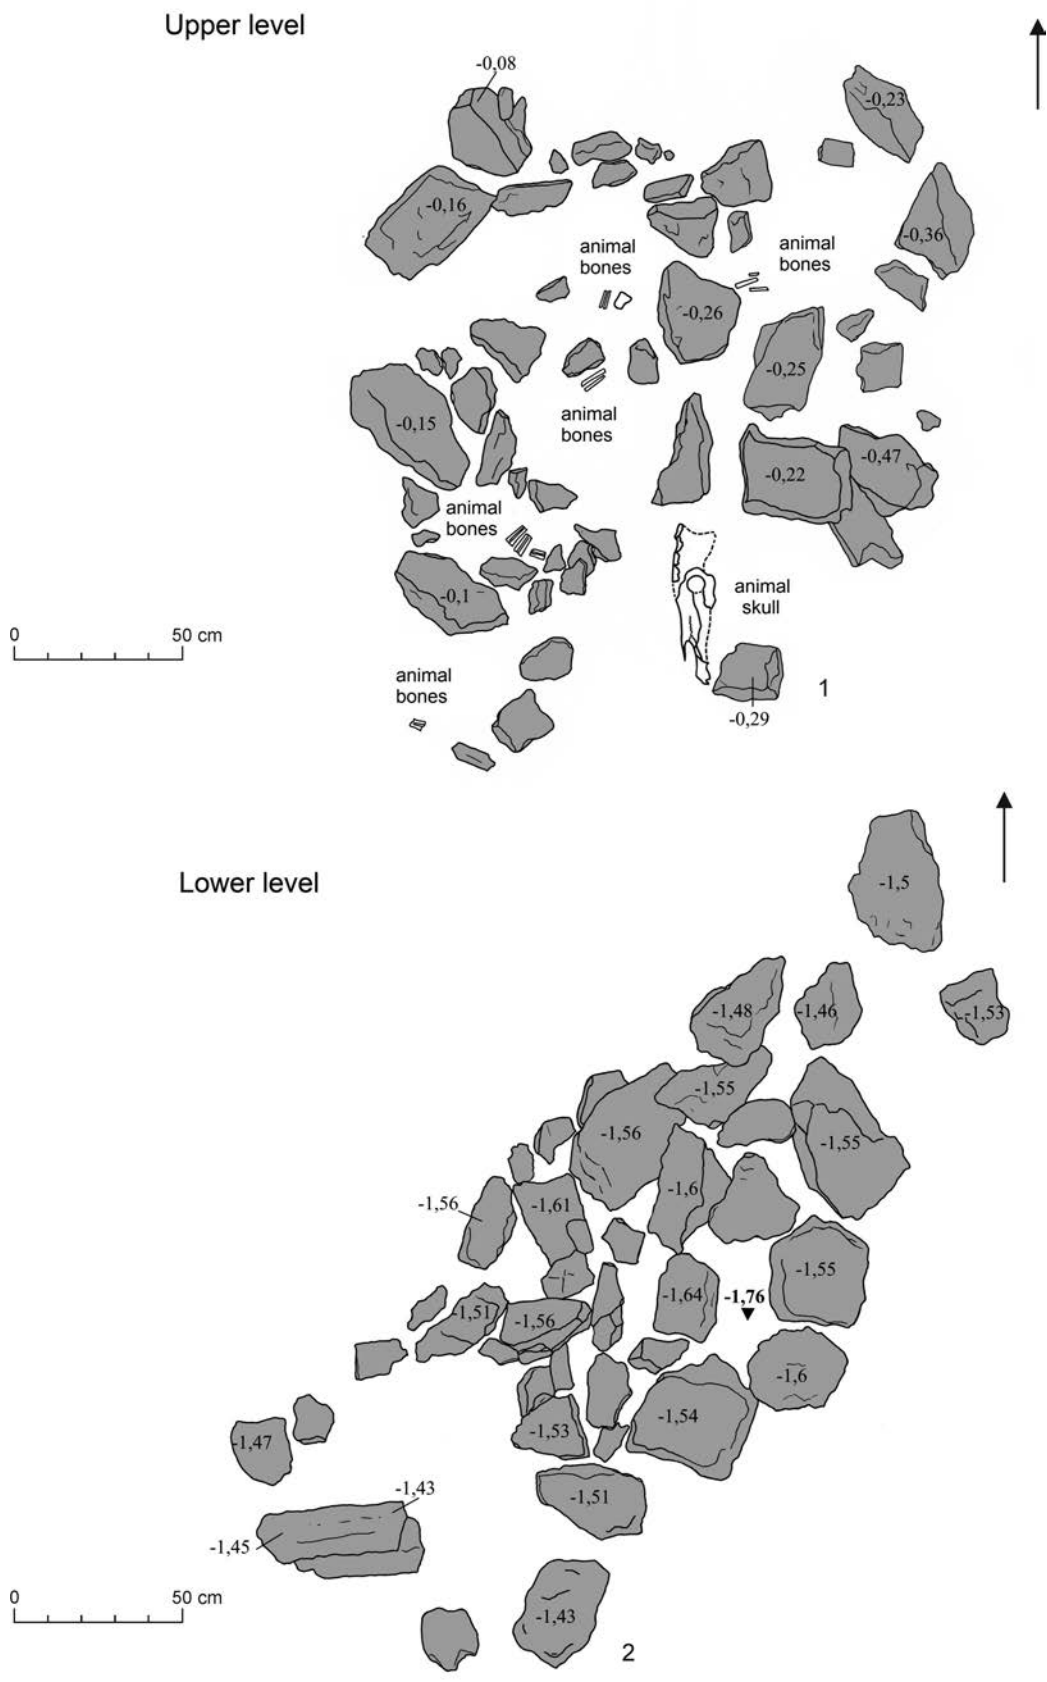 Upper level
-0,08
-0,23
-0,16
-0,36
animal
bones
animal
bones
-0,26
-0,25
-0,15
animal
bones
-0,47
-0,22
animal
bones
-0,1
animal
skull
0 50 cm
animal
bones
1
-0,29
Lower level
-1,5
-1,48
-1,46
-1,53
-1,55
-1,56
-1,55
-1,6
-1,56
-1,61
-1,55
-1,64
-1,76
-1,51
-1,56
-1,6
-1,54
-1,53
-1,47
-1,43
-1,51
-1,45
0 50 cm
-1,43
2